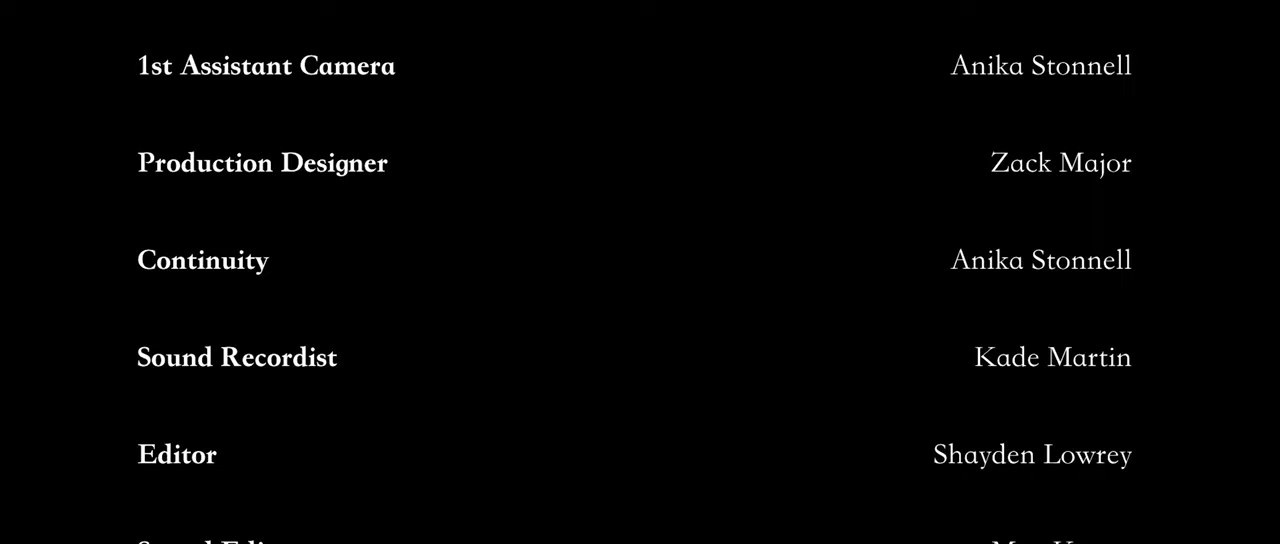 1st Assistant Camera Anika Stonnell
Production Designer Zack Major
Continuity Anika Stonnell
Sound Recordist Kade Martin
Editor Shayden Lowrey